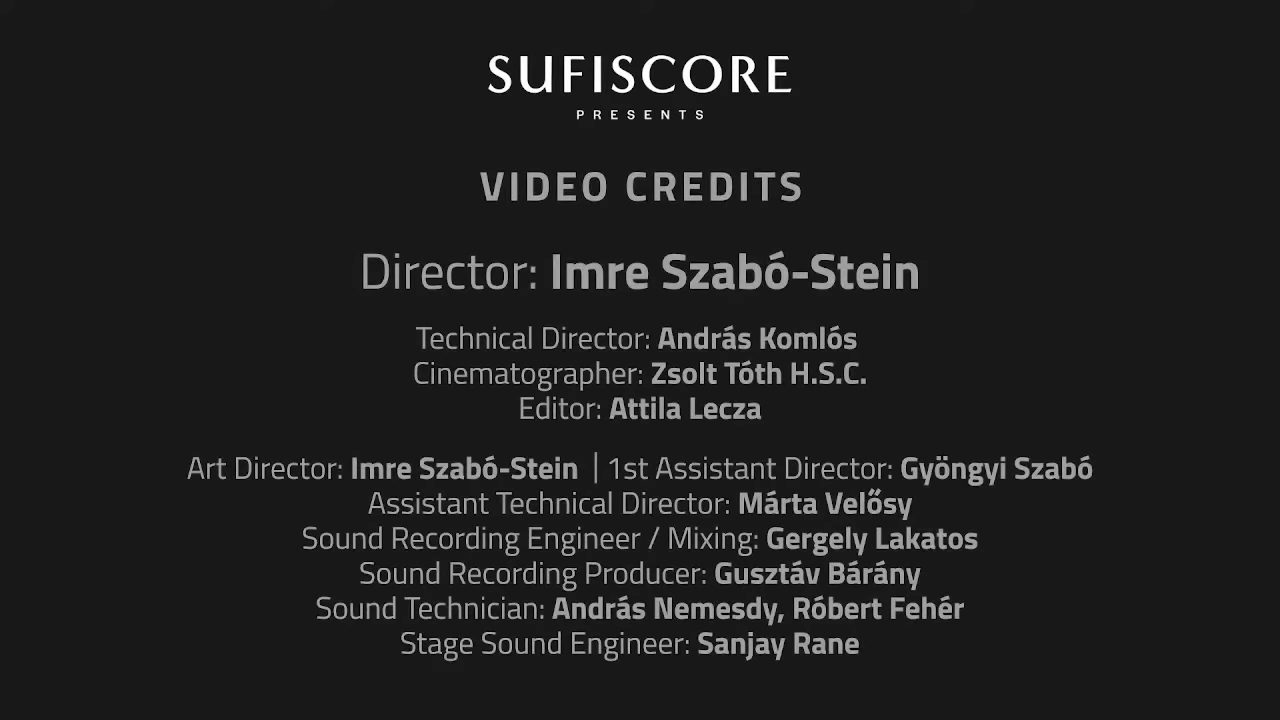 SUFISCORE
PRESENTS
VIDEO CREDITS
Director: Imre Szabó-Stein
Technical Director: András Komlós
Cinematographer: Zsolt Tóth H.S.C.
Editor: Attila Lecza
Art Director: Imre Szabó-Stein | 1st Assistant Director: Gyöngyi Szabó
Assistant Technical Director: Márta Velősy
Sound Recording Engineer / Mixing: Gergely Lakatos
Sound Recording Producer: Gusztáv Bárány
Sound Technician: András Nemesdy, Róbert Fehér
Stage Sound Engineer: Sanjay Rane